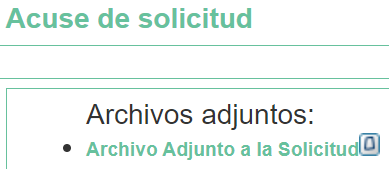 Acuse de solicitud
Archivos adjuntos:
Archivo Adjunto a la Solicitud